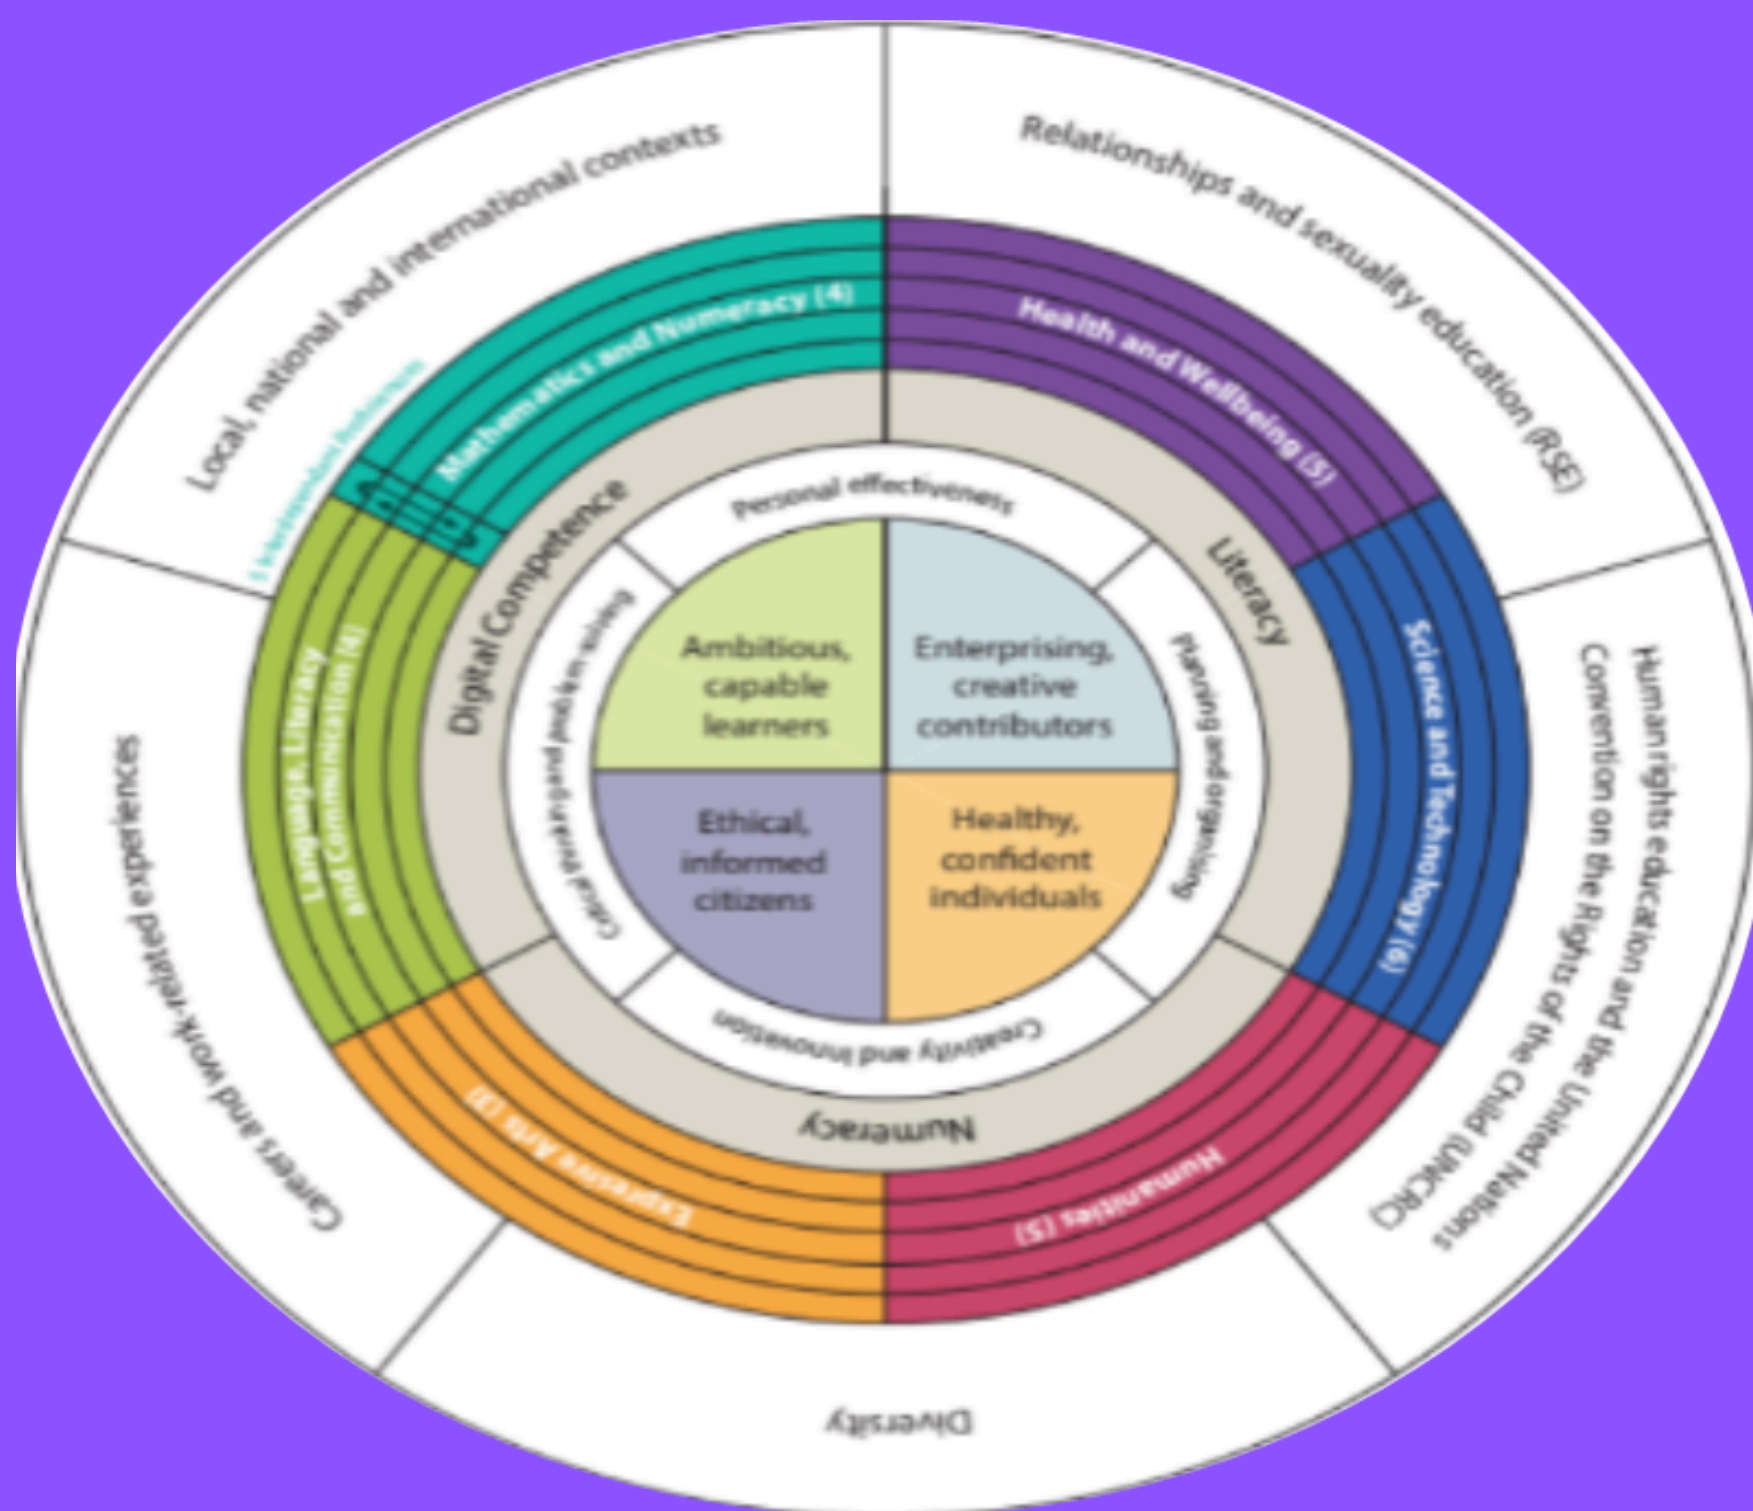 Local, national and international contexts
Relationships and sexuality education (RSE)
Human rights education and the United Nations
Convention on the Rights of the Child (UNCRC)
Diversity
Careers and work-related experiences
Mathematics and Numeracy (4)
Health and Wellbeing (5)
Science and Technology (6)
Humanities (5)
Expressive Arts (3)
Language, Literacy
and Communication (4)
Digital Competence
Literacy
Numeracy
Personal effectiveness
Planning and organising
Creativity and innovation
Critical thinking and problem-solving
Ambitious,
capable
learners
Enterprising,
creative
contributors
Ethical,
informed
citizens
Healthy,
confident
individuals